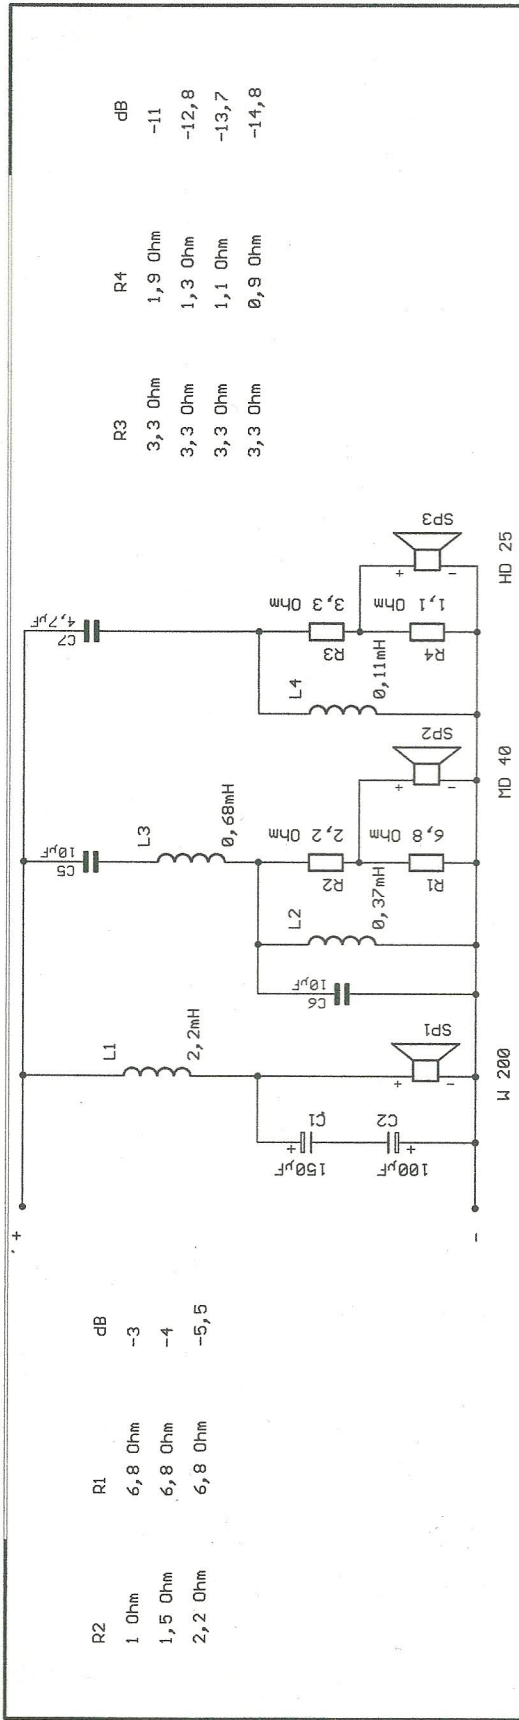 R2 R1 dB
1 Ohm 6,8 Ohm -3
1,5 Ohm 6,8 Ohm -4
2,2 Ohm 6,8 Ohm -5,5
+
-
L1
2,2mH
C1
150µF
C2
100µF
+
+
SP1
+
-
W 200
C5
10µF
L3
0,68mH
C6
10µF
L2
0,37mH
R2
2,2 Ohm
R1
6,8 Ohm
SP2
+
-
MD 40
C7
4,7µF
L4
0,11mH
R3
3,3 Ohm
R4
1,1 Ohm
SP3
+
-
HD 25
R3 R4 dB
3,3 Ohm 1,9 Ohm -11
3,3 Ohm 1,3 Ohm -12,8
3,3 Ohm 1,1 Ohm -13,7
3,3 Ohm 0,9 Ohm -14,8